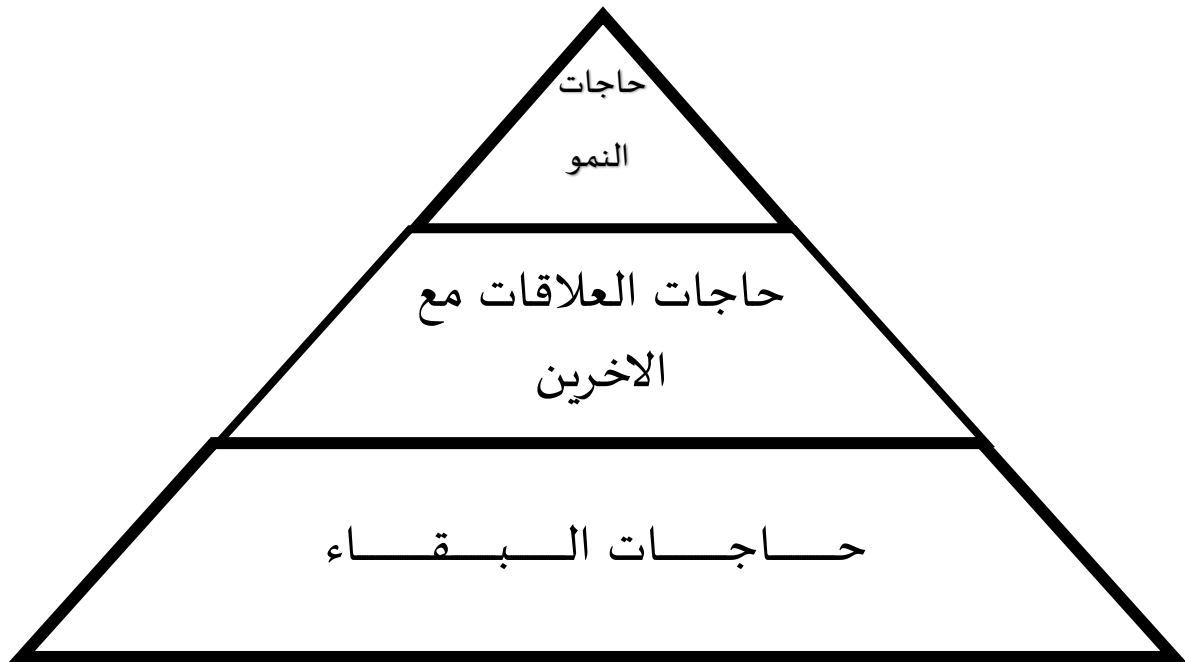 حاجات
النمو
حاجات العلاقات مع
الاخرين
حـــاجـــات الـــبـــقـــاء